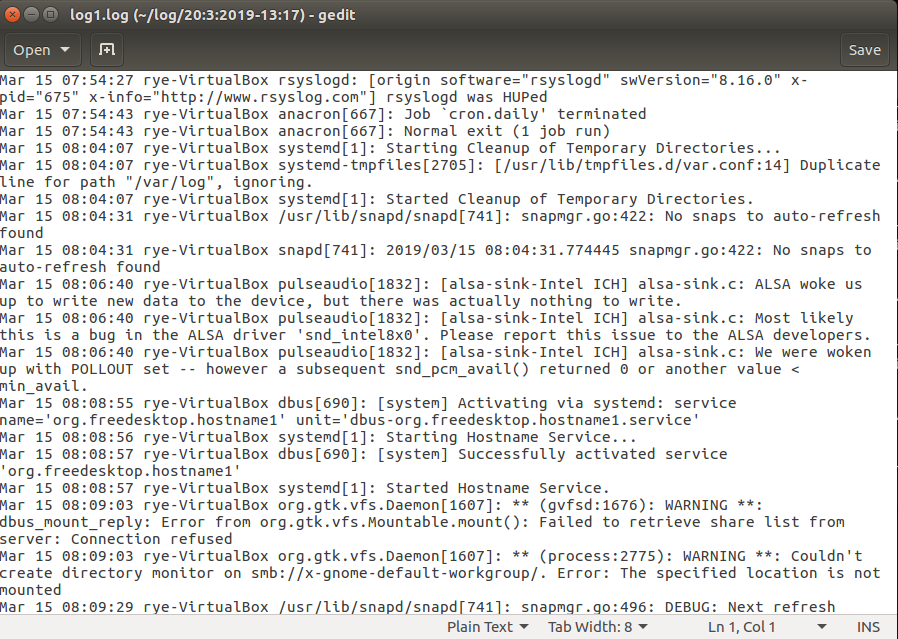 log1.log (~/log/20:3:2019-13:17) - gedit
Open
Save
Mar 15 07:54:27 rye-VirtualBox rsyslogd: [origin software="rsyslogd" swVersion="8.16.0" x-
pid="675" x-info="http://www.rsyslog.com"] rsyslogd was HUPed
Mar 15 07:54:43 rye-VirtualBox anacron[667]: Job `cron.daily' terminated
Mar 15 07:54:43 rye-VirtualBox anacron[667]: Normal exit (1 job run)
Mar 15 08:04:07 rye-VirtualBox systemd[1]: Starting Cleanup of Temporary Directories...
Mar 15 08:04:07 rye-VirtualBox systemd-tmpfiles[2705]: [/usr/lib/tmpfiles.d/var.conf:14] Duplicate
line for path "/var/log", ignoring.
Mar 15 08:04:07 rye-VirtualBox systemd[1]: Started Cleanup of Temporary Directories.
Mar 15 08:04:31 rye-VirtualBox /usr/lib/snapd/snapd[741]: snapmgr.go:422: No snaps to auto-refresh
found
Mar 15 08:04:31 rye-VirtualBox snapd[741]: 2019/03/15 08:04:31.774445 snapmgr.go:422: No snaps to
auto-refresh found
Mar 15 08:06:40 rye-VirtualBox pulseaudio[1832]: [alsa-sink-Intel ICH] alsa-sink.c: ALSA woke us
up to write new data to the device, but there was actually nothing to write.
Mar 15 08:06:40 rye-VirtualBox pulseaudio[1832]: [alsa-sink-Intel ICH] alsa-sink.c: Most likely
this is a bug in the ALSA driver 'snd_intel8x0'. Please report this issue to the ALSA developers.
Mar 15 08:06:40 rye-VirtualBox pulseaudio[1832]: [alsa-sink-Intel ICH] alsa-sink.c: We were woken
up with POLLOUT set -- however a subsequent snd_pcm_avail() returned 0 or another value <
min_avail.
Mar 15 08:08:55 rye-VirtualBox dbus[690]: [system] Activating via systemd: service
name='org.freedesktop.hostname1' unit='dbus-org.freedesktop.hostname1.service'
Mar 15 08:08:56 rye-VirtualBox systemd[1]: Starting Hostname Service...
Mar 15 08:08:57 rye-VirtualBox dbus[690]: [system] Successfully activated service
'org.freedesktop.hostname1'
Mar 15 08:08:57 rye-VirtualBox systemd[1]: Started Hostname Service.
Mar 15 08:09:03 rye-VirtualBox org.gtk.vfs.Daemon[1607]: ** (gvfsd:1676): WARNING **:
dbus_mount_reply: Error from org.gtk.vfs.Mountable.mount(): Failed to retrieve share list from
server: Connection refused
Mar 15 08:09:03 rye-VirtualBox org.gtk.vfs.Daemon[1607]: ** (process:2775): WARNING **: Couldn't
create directory monitor on smb://x-gnome-default-workgroup/. Error: The specified location is not
mounted
Mar 15 08:09:29 rye-VirtualBox /usr/lib/snapd/snapd[741]: snapmgr.go:496: DEBUG: Next refresh
Plain Text Tab Width: 8 Ln 1, Col 1 INS